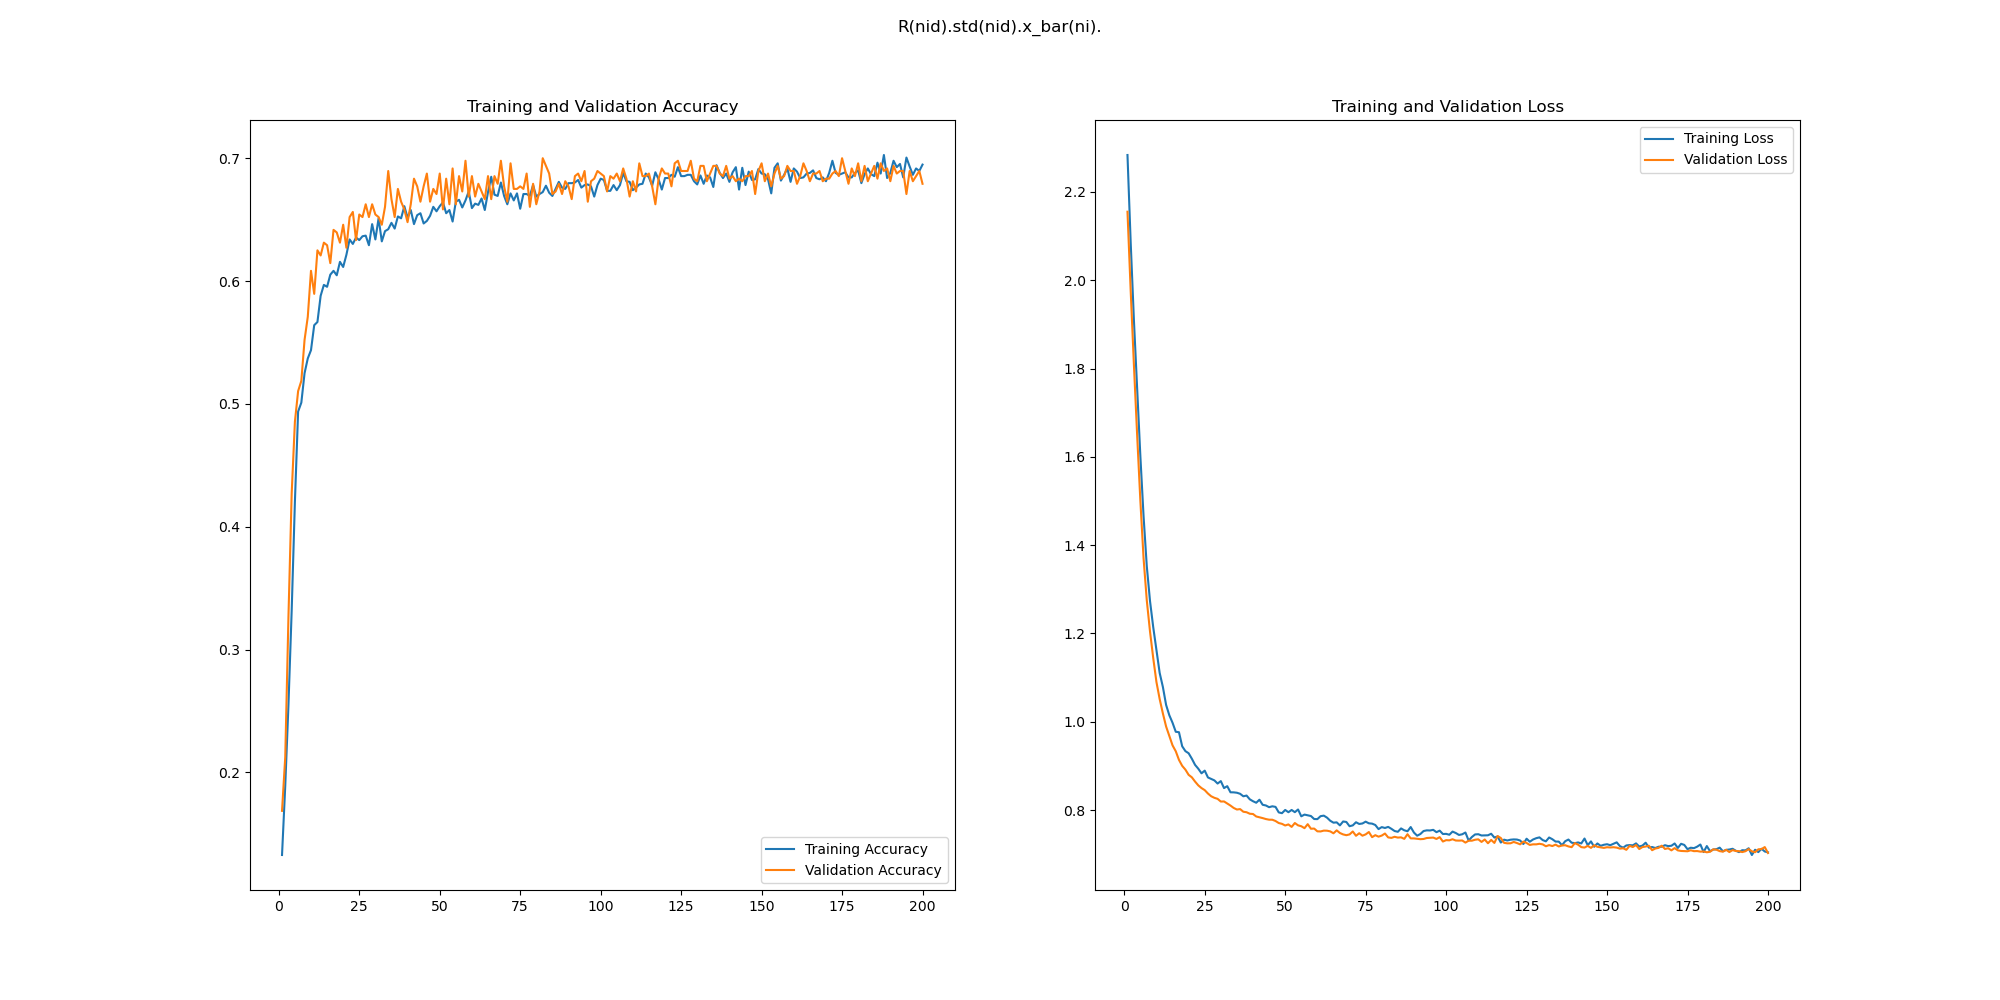 R(nid).std(nid).x_bar(ni).
Training and Validation Accuracy
0.7
0.6
0.5
0.4
0.3
0.2
0 25 50 75 100 125 150 175 200
Training Accuracy
Validation Accuracy
Training and Validation Loss
2.2
2.0
1.8
1.6
1.4
1.2
1.0
0.8
0 25 50 75 100 125 150 175 200
Training Loss
Validation Loss